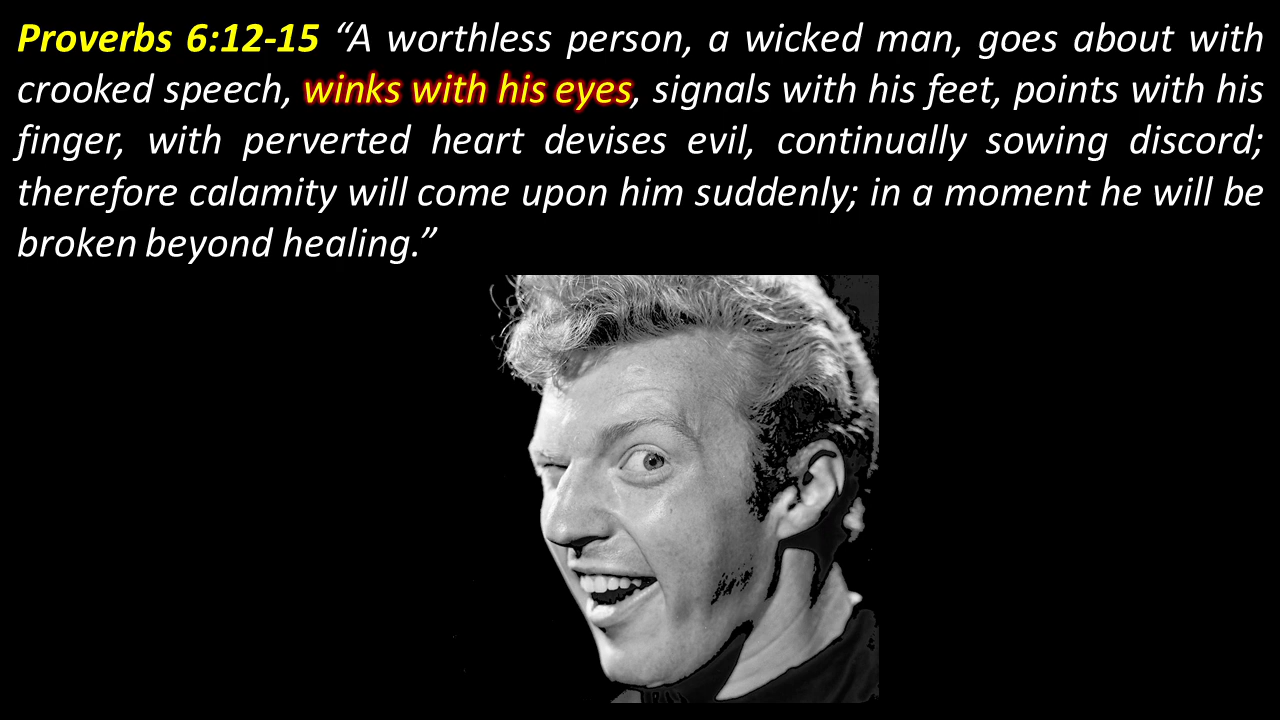 Proverbs 6:12-15 “A worthless person, a wicked man, goes about with
crooked speech, winks with his eyes, signals with his feet, points with his
finger, with perverted heart devises evil, continually sowing discord;
therefore calamity will come upon him suddenly; in a moment he will be
broken beyond healing.”